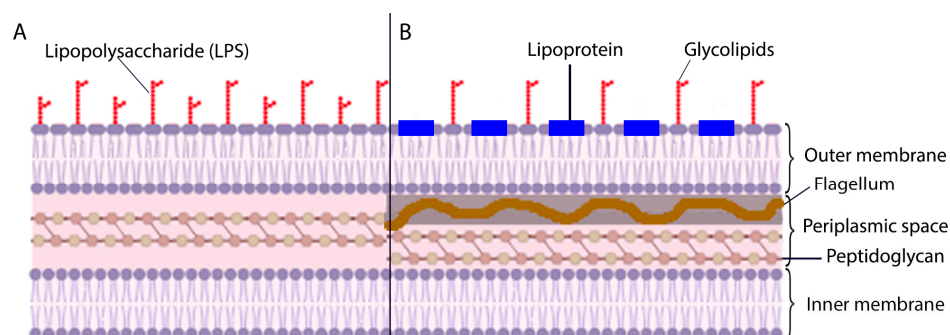 A
B
Lipopolysaccharide (LPS)
Lipoprotein
Glycolipids
Outer membrane
Flagellum
Periplasmic space
Peptidoglycan
Inner membrane